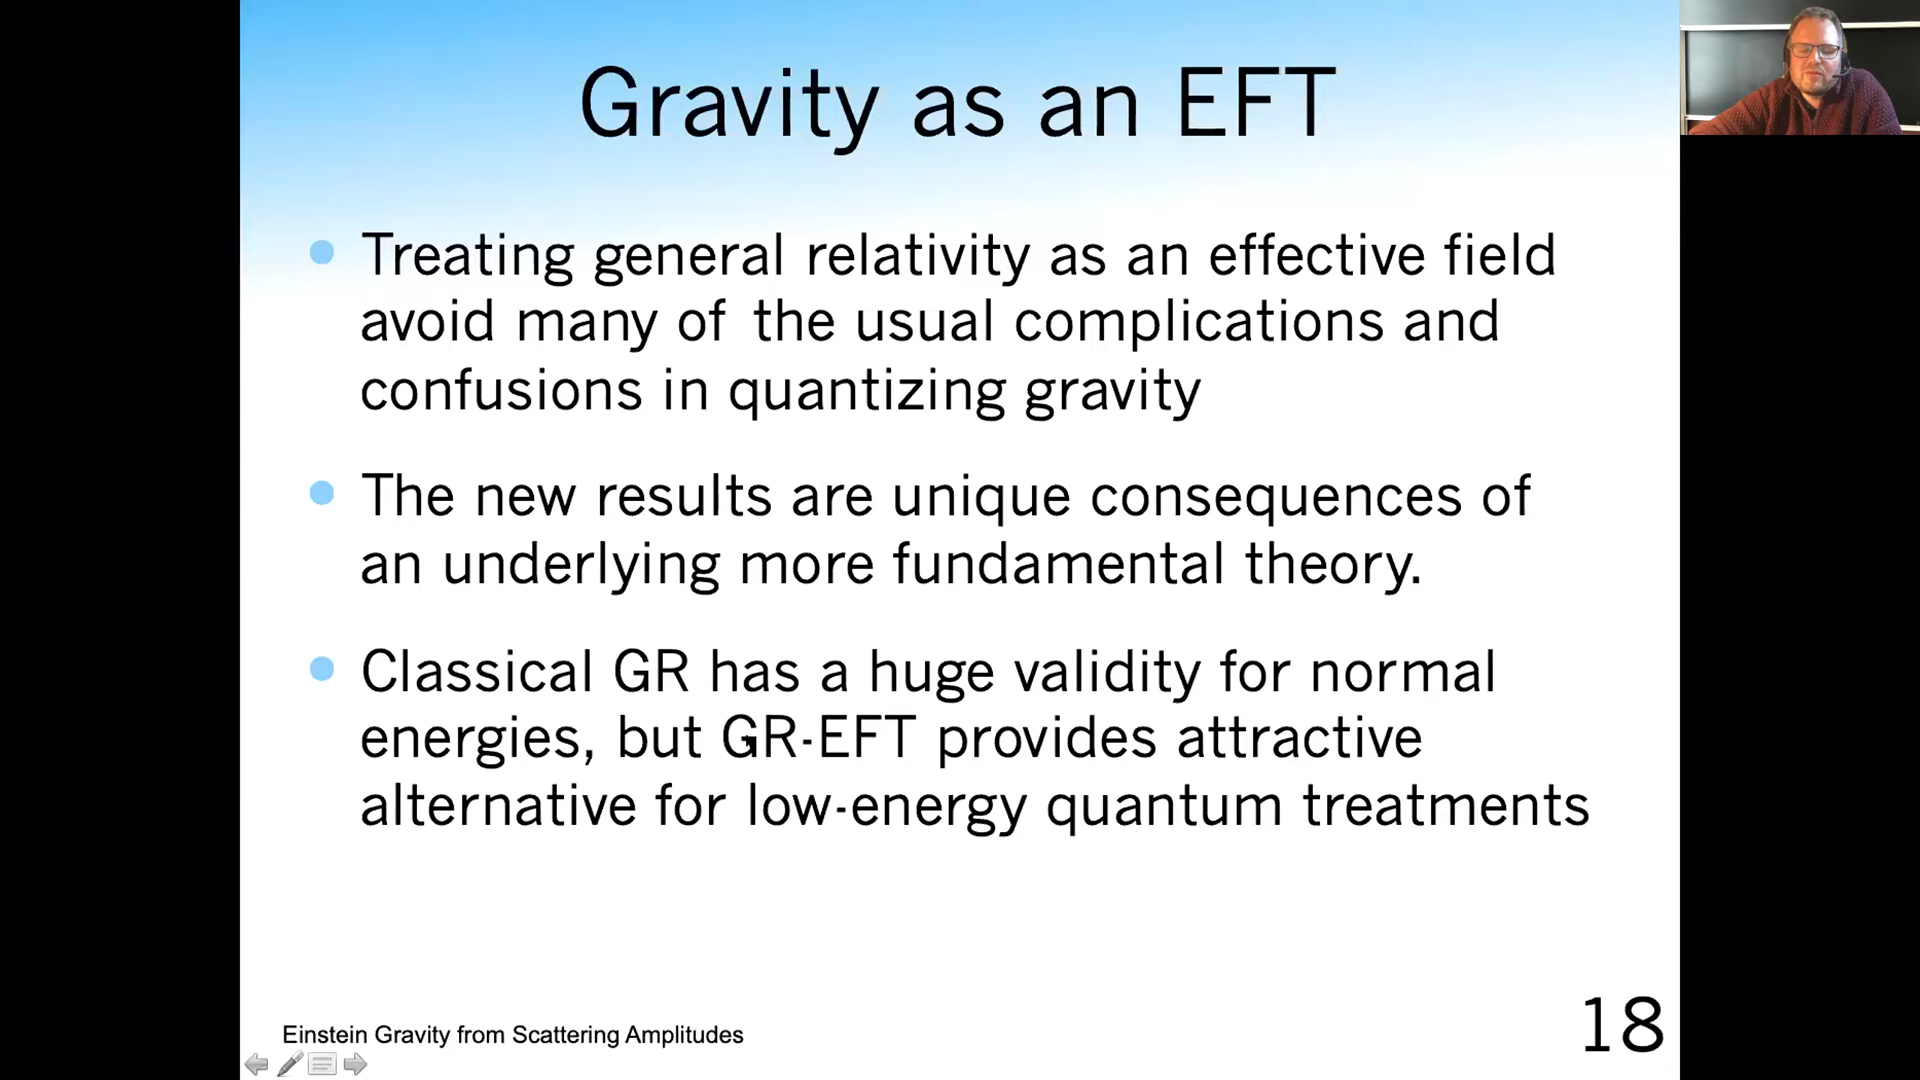 Gravity as an EFT
Treating general relativity as an effective field
avoid many of the usual complications and
confusions in quantizing gravity
The new results are unique consequences of
an underlying more fundamental theory.
Classical GR has a huge validity for normal
energies, but GR-EFT provides attractive
alternative for low-energy quantum treatments
Einstein Gravity from Scattering Amplitudes
18